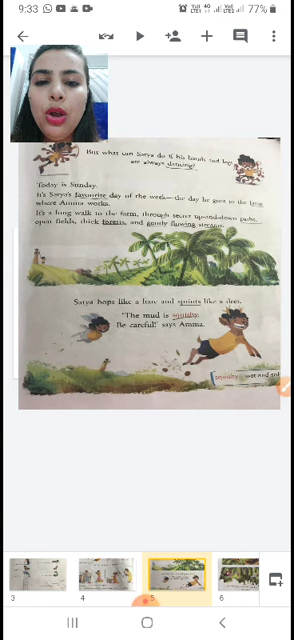 9:33
77%
But what can Satya do if his hands and legs
are always dancing?
Today is Sunday.
It's Satya's favourite day of the week—the day he goes to the farm
where Amma works.
It's a long walk to the farm, through secret up-and-down paths,
open fields, thick forests, and gently flowing streams.
Satya hops like a hare and sprints like a deer.
"The mud is squishy.
Be careful!" says Amma.
squishy wet and soft
3
4
5
6